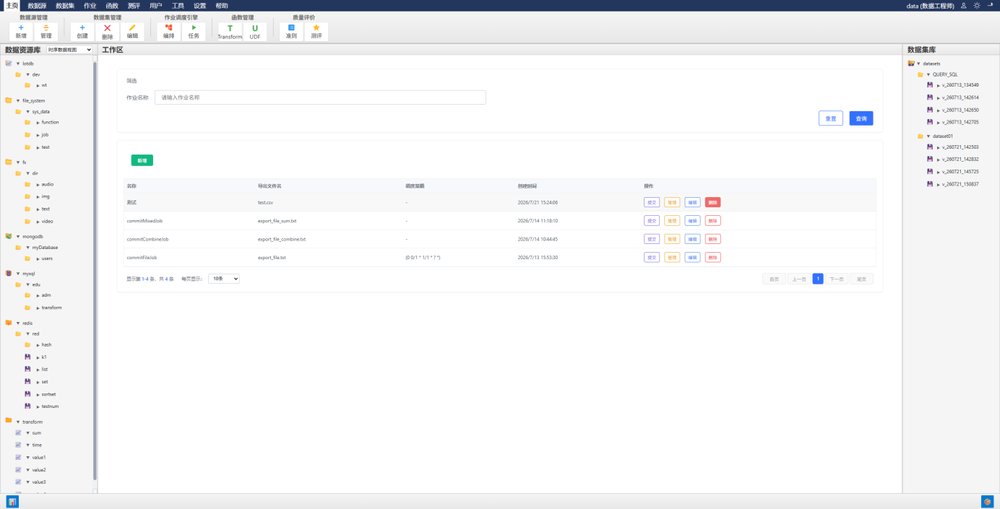 主页 数据源 数据集 作业 函数 测评 用户 工具 设置 帮助 data (数据工程师)
数据源管理 数据集管理 作业调度引擎 函数管理 质量评价
新增 管理 创建 删除 编辑 编排 任务 Transform UDF 准则 测评
数据资源库 时序数据视图
lotdb
dev
wt
file_system
sys_data
function
job
test
fs
dir
audio
img
text
video
mongodb
myDatabase
users
mysql
edu
adm
transform
redis
red
hash
k1
list
set
sortset
testnum
transform
sum
time
value1
value2
value3
工作区
筛选
作业名称 请输入作业名称
重置 查询
新增
名称 导出文件名 调度策略 创建时间 操作
测试 test.csv - 2026/7/21 15:24:06 提交 管理 编辑 删除
commitMixedJob export_file_sum.txt - 2026/7/14 11:18:10 提交 管理 编辑 删除
commitCombineJob export_file_combine.txt - 2026/7/14 10:44:45 提交 管理 编辑 删除
commitFileJob export_file.txt (0 0/1 * 1/1 * ? *) 2026/7/13 15:53:30 提交 管理 编辑 删除
显示第 1-4 条，共 4 条 每页显示: 10条 首页 上一页 1 下一页 尾页
数据集库
datasets
QUERY_SQL
v_260713_134549
v_260713_142614
v_260713_142650
v_260713_142705
dataset01
v_260721_142503
v_260721_142832
v_260721_145725
v_260721_150837